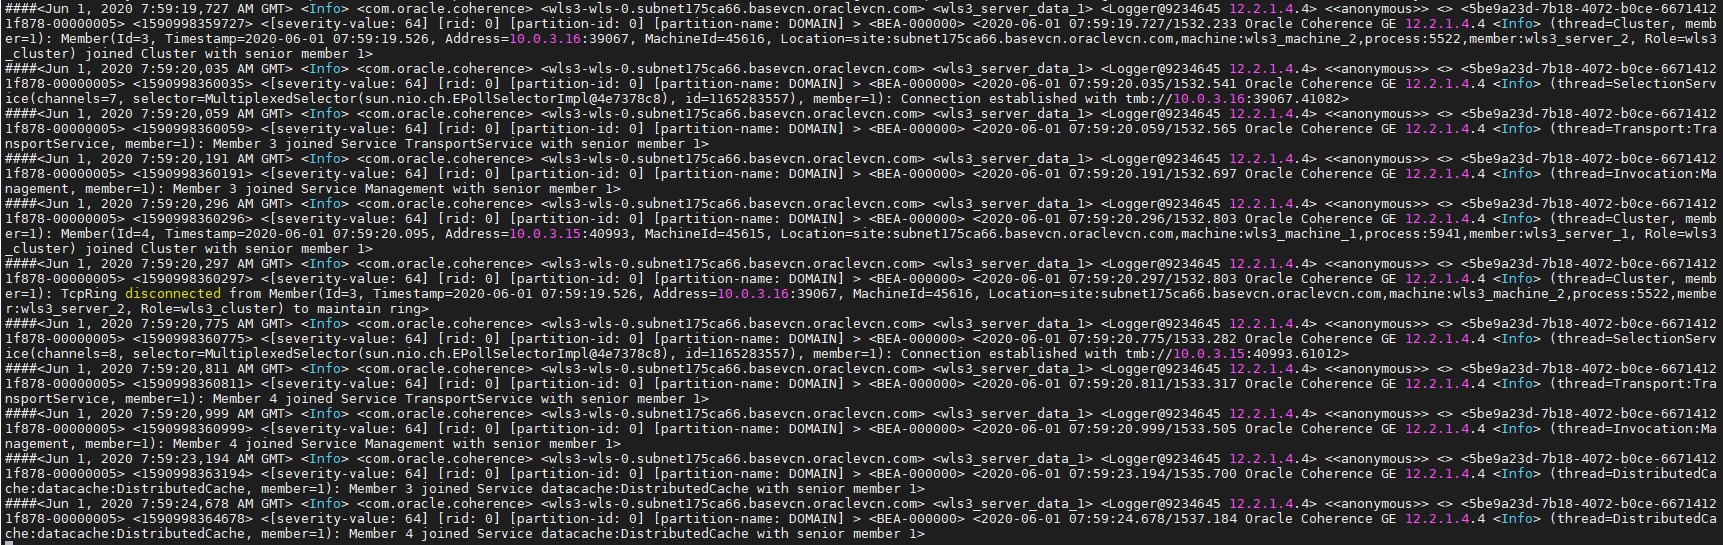 ####<Jun 1, 2020 7:59:19,727 AM GMT> <Info> <com.oracle.coherence> <wls3-wls-0.subnet175ca66.basevcn.oraclevcn.com> <wls3_server_data_1> <Logger@9234645 12.2.1.4.4> <<anonymous>> <> <5be9a23d-7b18-4072-b0ce-6671412
1f878-00000005> <1590998359727> <[severity-value: 64] [rid: 0] [partition-id: 0] [partition-name: DOMAIN] > <BEA-000000> <2020-06-01 07:59:19.727/1532.233 Oracle Coherence GE 12.2.1.4.4 <Info> (thread=Cluster, memb
er=1): Member(Id=3, Timestamp=2020-06-01 07:59:19.526, Address=10.0.3.16:39067, MachineId=45616, Location=site:subnet175ca66.basevcn.oraclevcn.com,machine:wls3_machine_2,process:5522,member:wls3_server_2, Role=wls3
_cluster) joined Cluster with senior member 1>
####<Jun 1, 2020 7:59:20,035 AM GMT> <Info> <com.oracle.coherence> <wls3-wls-0.subnet175ca66.basevcn.oraclevcn.com> <wls3_server_data_1> <Logger@9234645 12.2.1.4.4> <<anonymous>> <> <5be9a23d-7b18-4072-b0ce-6671412
1f878-00000005> <1590998360035> <[severity-value: 64] [rid: 0] [partition-id: 0] [partition-name: DOMAIN] > <BEA-000000> <2020-06-01 07:59:20.035/1532.541 Oracle Coherence GE 12.2.1.4.4 <Info> (thread=SelectionServ
ice(channels=7, selector=MultiplexedSelector(sun.nio.ch.EPollSelectorImpl@4e7378c8), id=1165283557), member=1): Connection established with tmb://10.0.3.16:39067.41082>
####<Jun 1, 2020 7:59:20,059 AM GMT> <Info> <com.oracle.coherence> <wls3-wls-0.subnet175ca66.basevcn.oraclevcn.com> <wls3_server_data_1> <Logger@9234645 12.2.1.4.4> <<anonymous>> <> <5be9a23d-7b18-4072-b0ce-6671412
1f878-00000005> <1590998360059> <[severity-value: 64] [rid: 0] [partition-id: 0] [partition-name: DOMAIN] > <BEA-000000> <2020-06-01 07:59:20.059/1532.565 Oracle Coherence GE 12.2.1.4.4 <Info> (thread=Transport:Tra
nsportService, member=1): Member 3 joined Service TransportService with senior member 1>
####<Jun 1, 2020 7:59:20,191 AM GMT> <Info> <com.oracle.coherence> <wls3-wls-0.subnet175ca66.basevcn.oraclevcn.com> <wls3_server_data_1> <Logger@9234645 12.2.1.4.4> <<anonymous>> <> <5be9a23d-7b18-4072-b0ce-6671412
1f878-00000005> <1590998360191> <[severity-value: 64] [rid: 0] [partition-id: 0] [partition-name: DOMAIN] > <BEA-000000> <2020-06-01 07:59:20.191/1532.697 Oracle Coherence GE 12.2.1.4.4 <Info> (thread=Invocation:Ma
nagement, member=1): Member 3 joined Service Management with senior member 1>
####<Jun 1, 2020 7:59:20,296 AM GMT> <Info> <com.oracle.coherence> <wls3-wls-0.subnet175ca66.basevcn.oraclevcn.com> <wls3_server_data_1> <Logger@9234645 12.2.1.4.4> <<anonymous>> <> <5be9a23d-7b18-4072-b0ce-6671412
1f878-00000005> <1590998360296> <[severity-value: 64] [rid: 0] [partition-id: 0] [partition-name: DOMAIN] > <BEA-000000> <2020-06-01 07:59:20.296/1532.803 Oracle Coherence GE 12.2.1.4.4 <Info> (thread=Cluster, memb
er=1): Member(Id=4, Timestamp=2020-06-01 07:59:20.095, Address=10.0.3.15:40993, MachineId=45615, Location=site:subnet175ca66.basevcn.oraclevcn.com,machine:wls3_machine_1,process:5941,member:wls3_server_1, Role=wls3
_cluster) joined Cluster with senior member 1>
####<Jun 1, 2020 7:59:20,297 AM GMT> <Info> <com.oracle.coherence> <wls3-wls-0.subnet175ca66.basevcn.oraclevcn.com> <wls3_server_data_1> <Logger@9234645 12.2.1.4.4> <<anonymous>> <> <5be9a23d-7b18-4072-b0ce-6671412
1f878-00000005> <1590998360297> <[severity-value: 64] [rid: 0] [partition-id: 0] [partition-name: DOMAIN] > <BEA-000000> <2020-06-01 07:59:20.297/1532.803 Oracle Coherence GE 12.2.1.4.4 <Info> (thread=Cluster, memb
er=1): TcpRing disconnected from Member(Id=3, Timestamp=2020-06-01 07:59:19.526, Address=10.0.3.16:39067, MachineId=45616, Location=site:subnet175ca66.basevcn.oraclevcn.com,machine:wls3_machine_2,process:5522,membe
r:wls3_server_2, Role=wls3_cluster) to maintain ring>
####<Jun 1, 2020 7:59:20,775 AM GMT> <Info> <com.oracle.coherence> <wls3-wls-0.subnet175ca66.basevcn.oraclevcn.com> <wls3_server_data_1> <Logger@9234645 12.2.1.4.4> <<anonymous>> <> <5be9a23d-7b18-4072-b0ce-6671412
1f878-00000005> <1590998360775> <[severity-value: 64] [rid: 0] [partition-id: 0] [partition-name: DOMAIN] > <BEA-000000> <2020-06-01 07:59:20.775/1533.282 Oracle Coherence GE 12.2.1.4.4 <Info> (thread=SelectionServ
ice(channels=8, selector=MultiplexedSelector(sun.nio.ch.EPollSelectorImpl@4e7378c8), id=1165283557), member=1): Connection established with tmb://10.0.3.15:40993.61012>
####<Jun 1, 2020 7:59:20,811 AM GMT> <Info> <com.oracle.coherence> <wls3-wls-0.subnet175ca66.basevcn.oraclevcn.com> <wls3_server_data_1> <Logger@9234645 12.2.1.4.4> <<anonymous>> <> <5be9a23d-7b18-4072-b0ce-6671412
1f878-00000005> <1590998360811> <[severity-value: 64] [rid: 0] [partition-id: 0] [partition-name: DOMAIN] > <BEA-000000> <2020-06-01 07:59:20.811/1533.317 Oracle Coherence GE 12.2.1.4.4 <Info> (thread=Transport:Tra
nsportService, member=1): Member 4 joined Service TransportService with senior member 1>
####<Jun 1, 2020 7:59:20,999 AM GMT> <Info> <com.oracle.coherence> <wls3-wls-0.subnet175ca66.basevcn.oraclevcn.com> <wls3_server_data_1> <Logger@9234645 12.2.1.4.4> <<anonymous>> <> <5be9a23d-7b18-4072-b0ce-6671412
1f878-00000005> <1590998360999> <[severity-value: 64] [rid: 0] [partition-id: 0] [partition-name: DOMAIN] > <BEA-000000> <2020-06-01 07:59:20.999/1533.505 Oracle Coherence GE 12.2.1.4.4 <Info> (thread=Invocation:Ma
nagement, member=1): Member 4 joined Service Management with senior member 1>
####<Jun 1, 2020 7:59:23,194 AM GMT> <Info> <com.oracle.coherence> <wls3-wls-0.subnet175ca66.basevcn.oraclevcn.com> <wls3_server_data_1> <Logger@9234645 12.2.1.4.4> <<anonymous>> <> <5be9a23d-7b18-4072-b0ce-6671412
1f878-00000005> <1590998363194> <[severity-value: 64] [rid: 0] [partition-id: 0] [partition-name: DOMAIN] > <BEA-000000> <2020-06-01 07:59:23.194/1535.700 Oracle Coherence GE 12.2.1.4.4 <Info> (thread=DistributedCa
che:datacache:DistributedCache, member=1): Member 3 joined Service datacache:DistributedCache with senior member 1>
####<Jun 1, 2020 7:59:24,678 AM GMT> <Info> <com.oracle.coherence> <wls3-wls-0.subnet175ca66.basevcn.oraclevcn.com> <wls3_server_data_1> <Logger@9234645 12.2.1.4.4> <<anonymous>> <> <5be9a23d-7b18-4072-b0ce-6671412
1f878-00000005> <1590998364678> <[severity-value: 64] [rid: 0] [partition-id: 0] [partition-name: DOMAIN] > <BEA-000000> <2020-06-01 07:59:24.678/1537.184 Oracle Coherence GE 12.2.1.4.4 <Info> (thread=DistributedCa
che:datacache:DistributedCache, member=1): Member 4 joined Service datacache:DistributedCache with senior member 1>